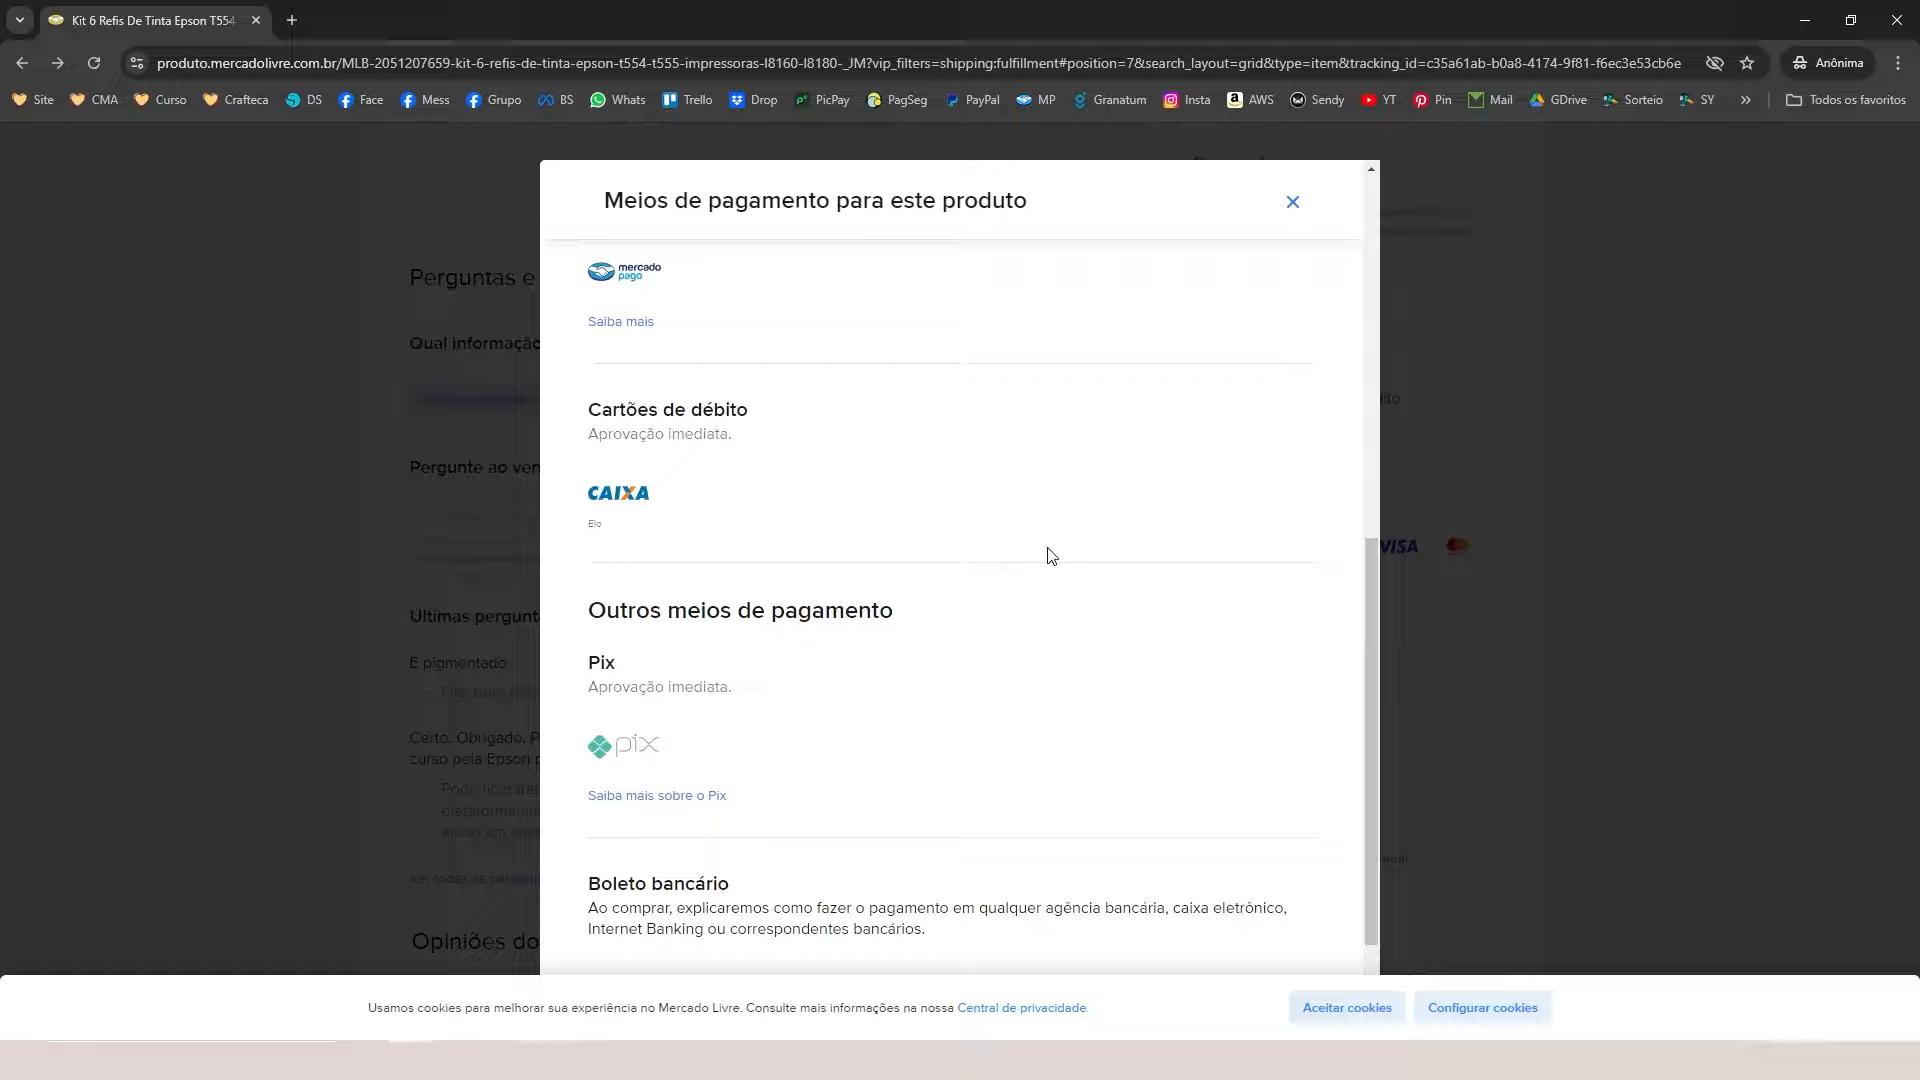 Kit 6 Refis De Tinta Epson T554
produto.mercadolivre.com.br/MLB-2051207659-kit-6-refis-de-tinta-epson-t554-t555-impressoras-l8160-l8180-_JM?vip_filters=shipping:fulfillment#position=7&search_layout=grid&type=item&tracking_id=c35a61ab-b0a8-4174-9f81-f6ec3e53cb6e
Anônima
Site CMA Curso Crafteca DS Face Mess Grupo BS Whats Trello Drop PicPay PagSeg PayPal MP Granatum Insta AWS Sendy YT Pin Mail GDrive Sorteio SY » Todos os favoritos
Meios de pagamento para este produto
mercado
pago
Saiba mais
Cartões de débito
Aprovação imediata.
CAIXA
Elo
Outros meios de pagamento
Pix
Aprovação imediata.
pix
Saiba mais sobre o Pix
Boleto bancário
Ao comprar, explicaremos como fazer o pagamento em qualquer agência bancária, caixa eletrônico,
Internet Banking ou correspondentes bancários.
Perguntas e
Qual informação
Pergunte ao ven
Ultimas pergunt
E pigmentado
Certo. Obrigado. P
curso pela Epson p
Opiniões do
VISA
Usamos cookies para melhorar sua experiência no Mercado Livre. Consulte mais informações na nossa Central de privacidade.
Aceitar cookies
Configurar cookies